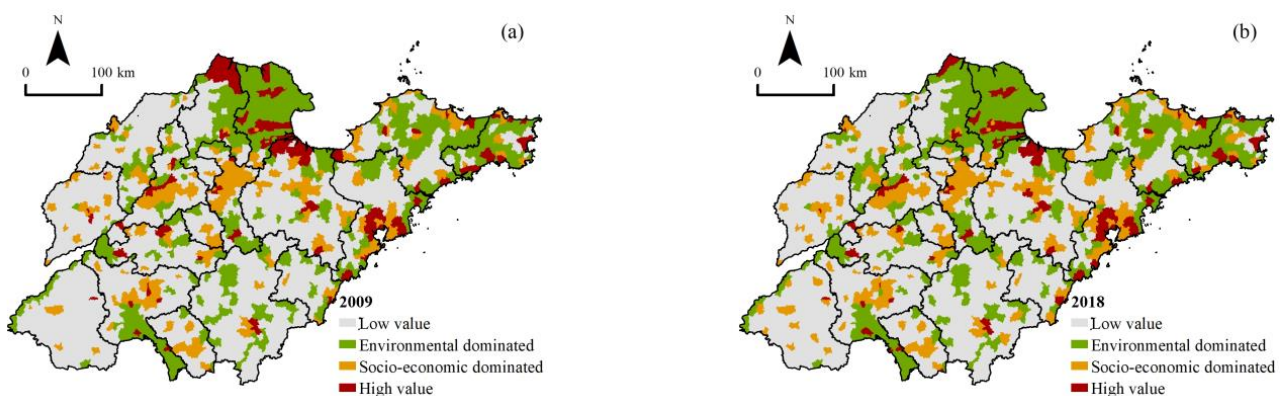 N
(a)
0 100 km
2009
Low value
Environmental dominated
Socio-economic dominated
High value
N
(b)
0 100 km
2018
Low value
Environmental dominated
Socio-economic dominated
High value